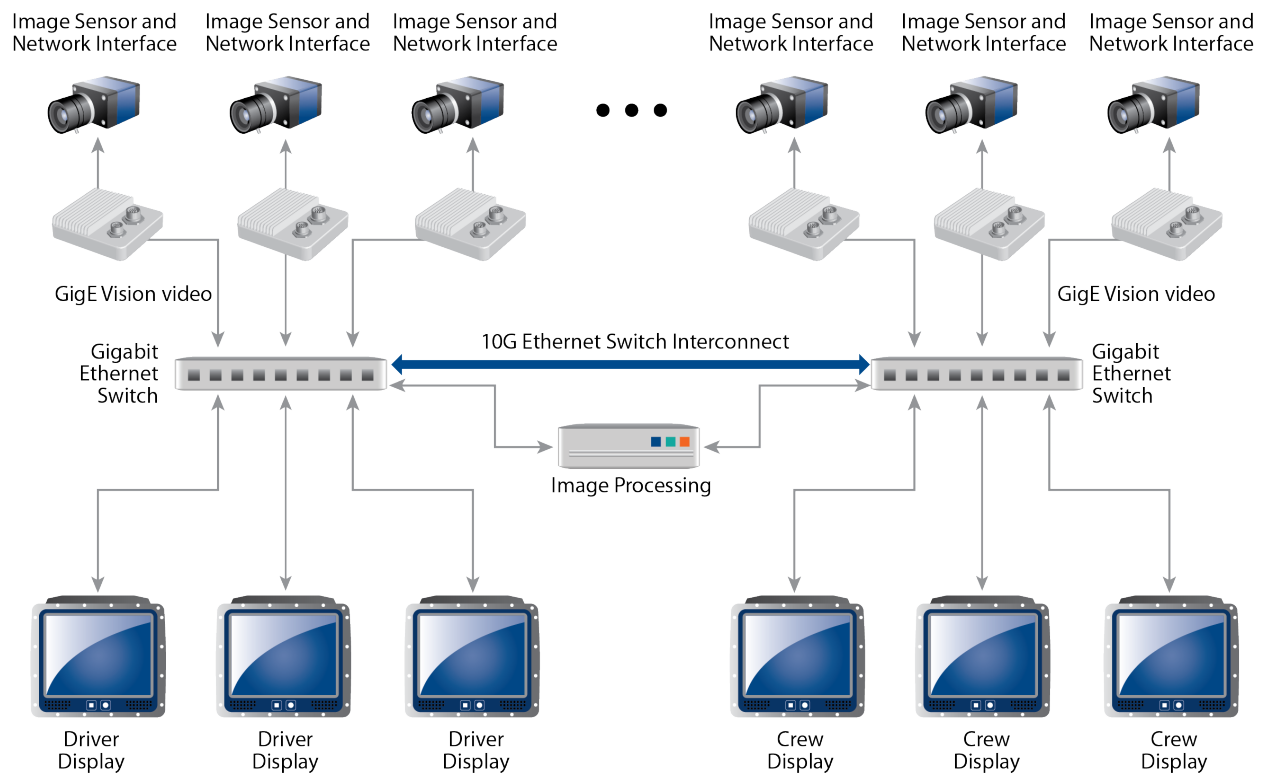 Image Sensor and
Network Interface
Image Sensor and
Network Interface
Image Sensor and
Network Interface
Image Sensor and
Network Interface
Image Sensor and
Network Interface
Image Sensor and
Network Interface
GigE Vision video
GigE Vision video
10G Ethernet Switch Interconnect
Gigabit
Ethernet
Switch
Gigabit
Ethernet
Switch
Image Processing
Driver
Display
Driver
Display
Driver
Display
Crew
Display
Crew
Display
Crew
Display